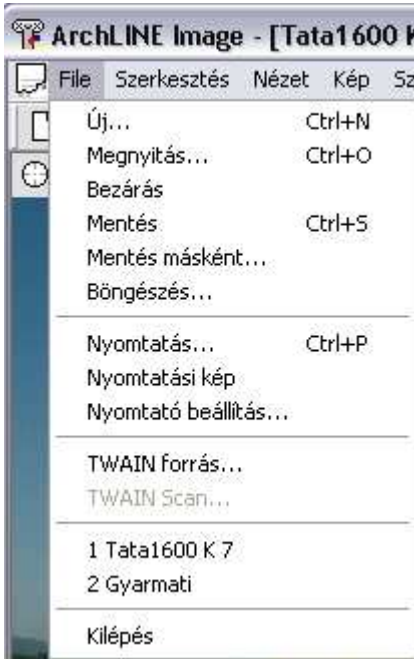 ArchLINE Image - [Tata1600 K
File Szerkesztés Nézet Kép Sz
Új... Ctrl+N
Megnyitás... Ctrl+O
Bezárás
Mentés Ctrl+S
Mentés másként...
Böngészés...
Nyomtatás... Ctrl+P
Nyomtatási kép
Nyomtató beállítás...
TWAIN forrás...
TWAIN Scan...
1 Tata1600 K 7
2 Gyarmati
Kilépés